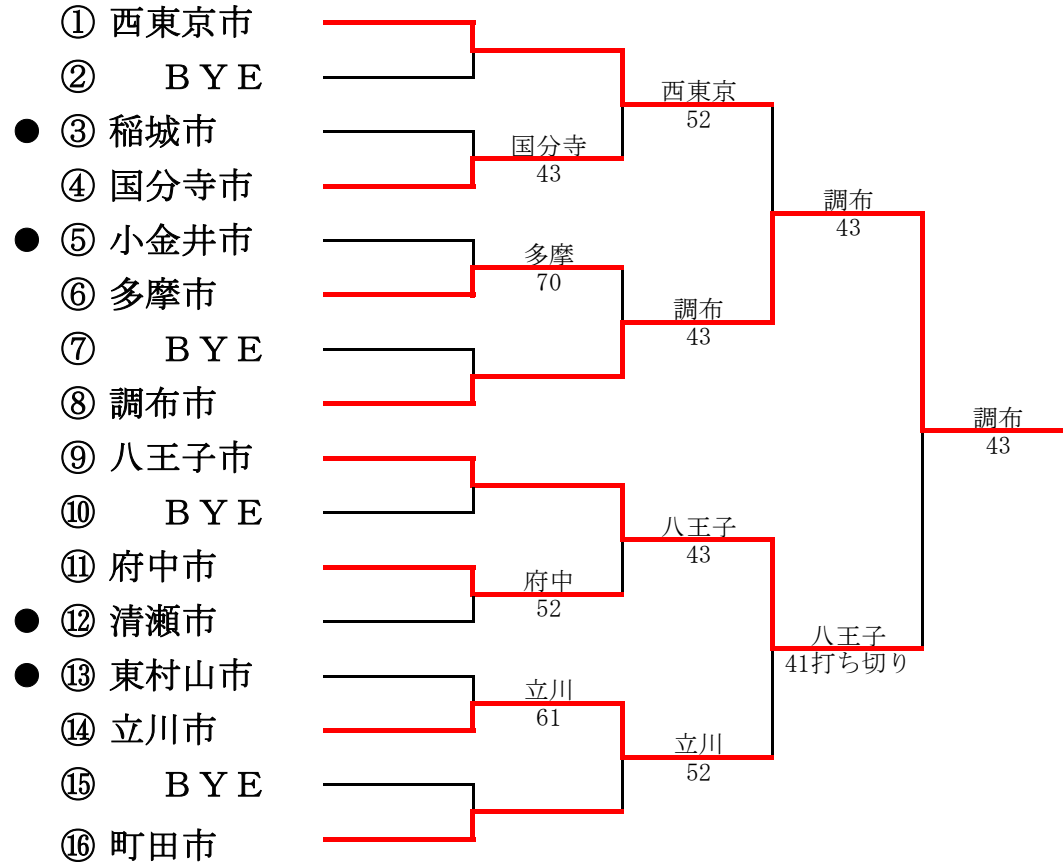 ① 西東京市
② ＢＹＥ
● ③ 稲城市
④ 国分寺市
● ⑤ 小金井市
⑥ 多摩市
⑦ ＢＹＥ
⑧ 調布市
⑨ 八王子市
⑩ ＢＹＥ
⑪ 府中市
● ⑫ 清瀬市
● ⑬ 東村山市
⑭ 立川市
⑮ ＢＹＥ
⑯ 町田市
国分寺
43
多摩
70
府中
52
立川
61
西東京
52
調布
43
八王子
43
立川
52
調布
43
八王子
41打ち切り
調布
43